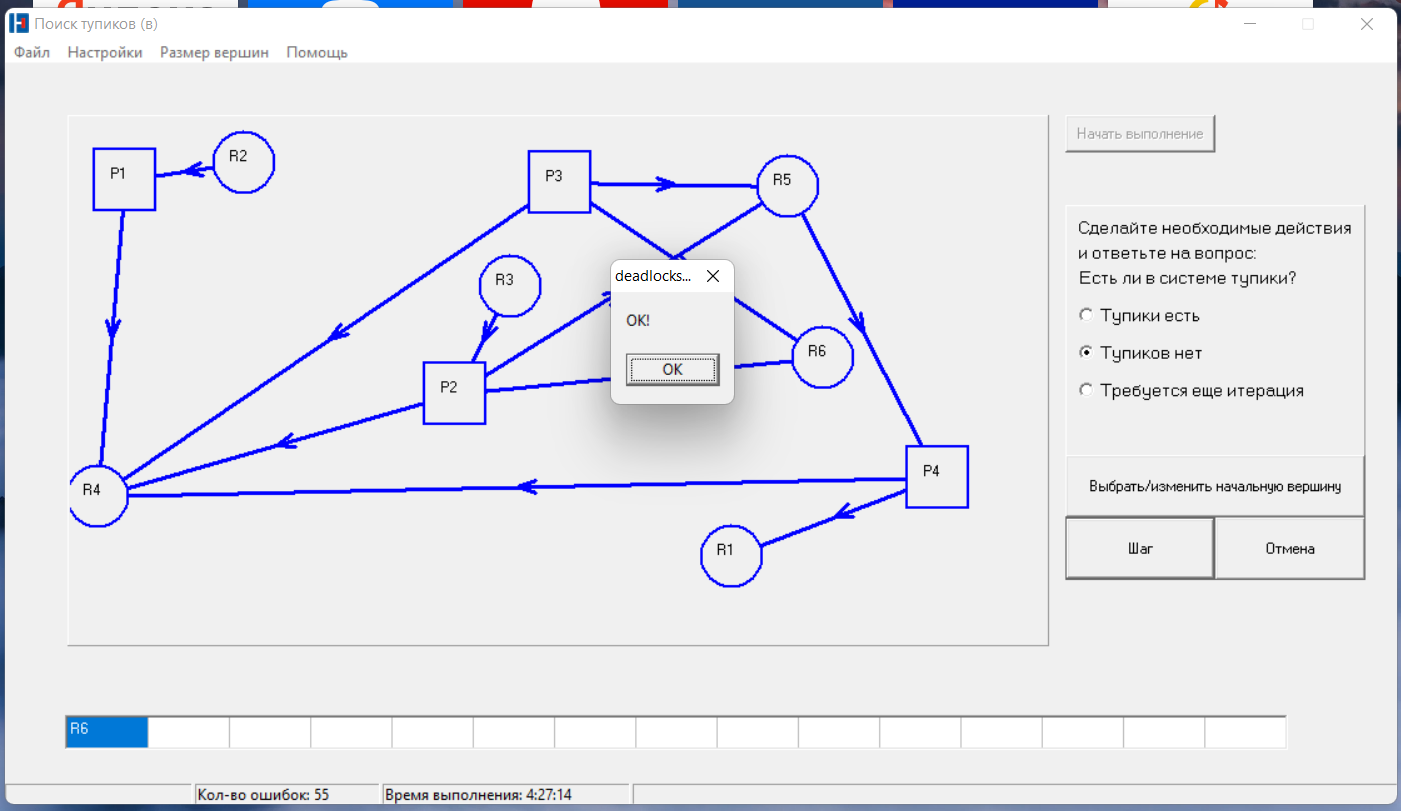 Поиск тупиков (в)
Файл Настройки Размер вершин Помощь
Начать выполнение
P1
R2
P3
R5
R3
R6
P2
P4
R4
R1
deadlocks...
OK!
OK
Сделайте необходимые действия
и ответьте на вопрос:
Есть ли в системе тупики?
Тупики есть
Тупиков нет
Требуется еще итерация
Выбрать/изменить начальную вершину
Шаг
Отмена
R6
Кол-во ошибок: 55
Время выполнения: 4:27:14